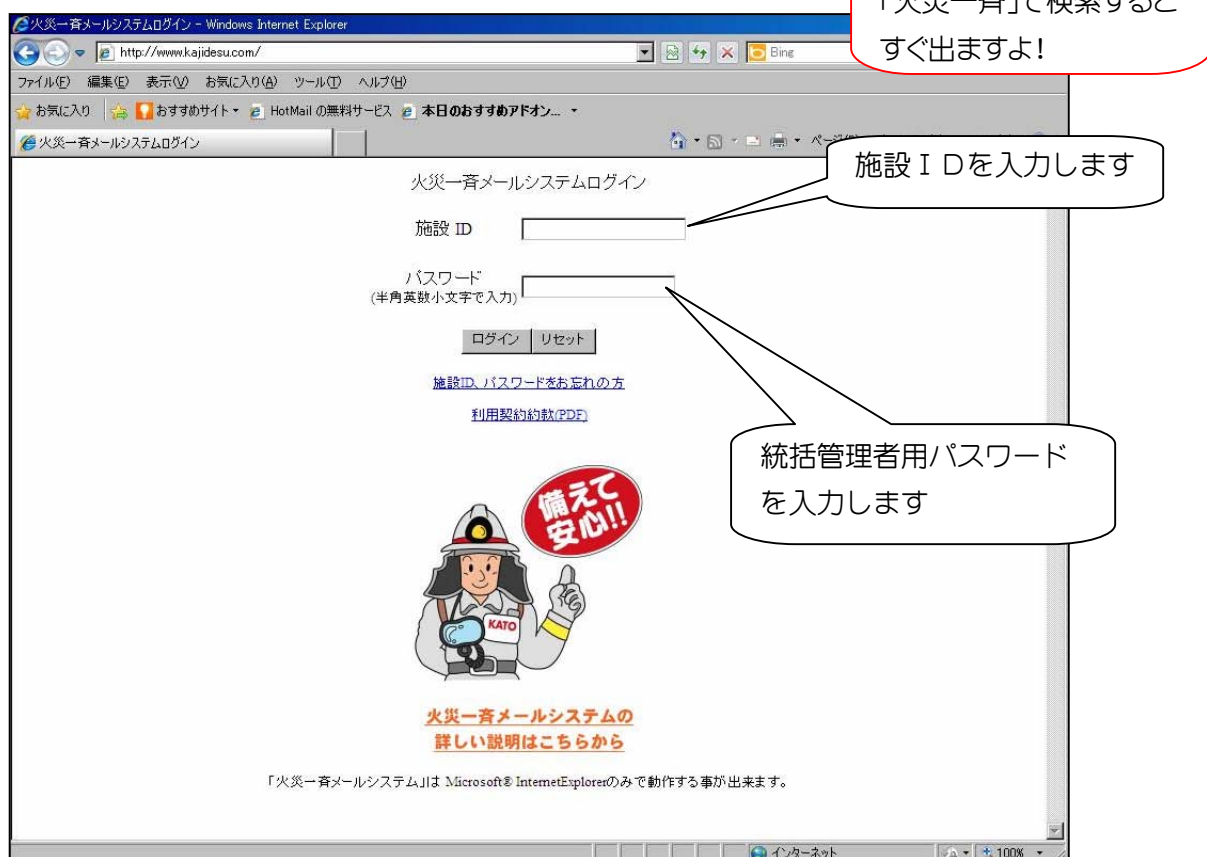 「火災一斉」で検索すると
すぐ出ますよ！
火災一斉メールシステムログイン - Windows Internet Explorer
http://www.kajidesu.com/
Bing
ファイル(F) 編集(E) 表示(V) お気に入り(A) ツール(T) ヘルプ(H)
お気に入り おすすめサイト HotMail の無料サービス 本日のおすすめアドオン...
火災一斉メールシステムログイン
施設ＩＤを入力します
火災一斉メールシステムログイン
施設 ID
パスワード
(半角英数小文字で入力)
ログイン リセット
施設ID、パスワードをお忘れの方
利用契約約款(PDF)
統括管理者用パスワード
を入力します
備えて
安心!!
KATO
火災一斉メールシステムの
詳しい説明はこちらから
「火災一斉メールシステム」は Microsoft® InternetExplorerのみで動作する事が出来ます。
インターネット 100%